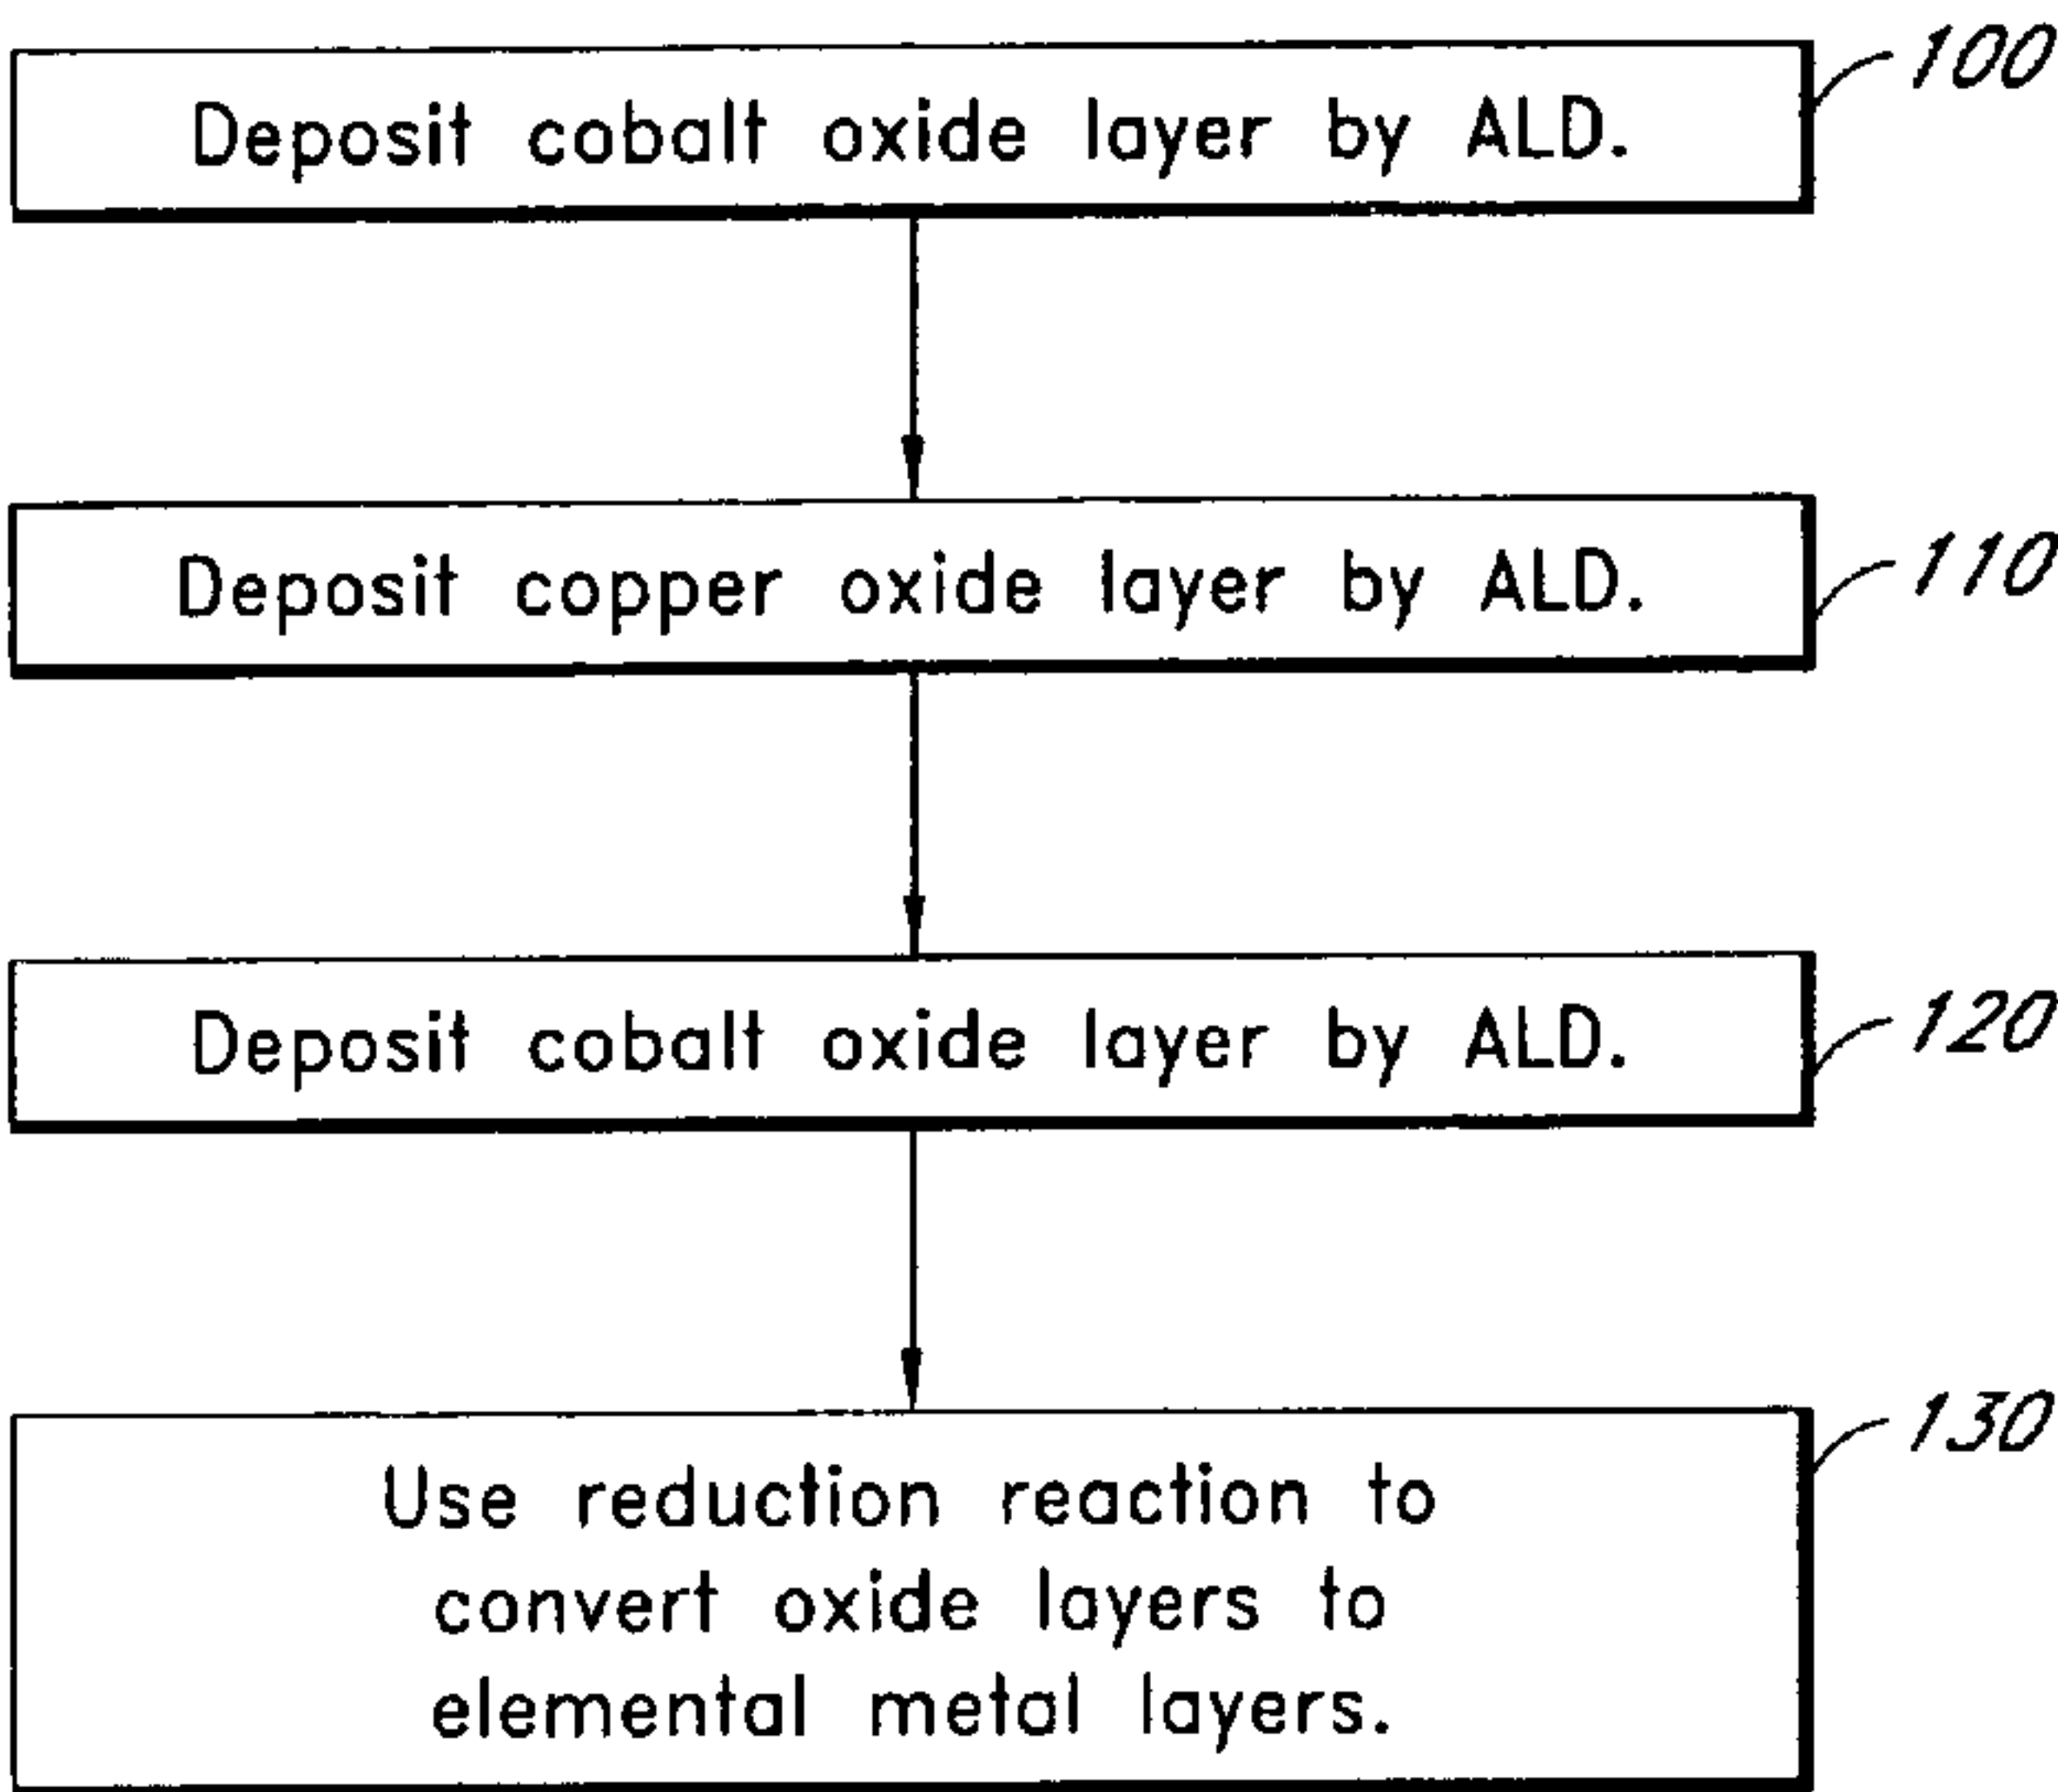 100
Deposit cobalt oxide layer by ALD.
110
Deposit copper oxide layer by ALD.
120
Deposit cobalt oxide layer by ALD.
130
Use reduction reaction to
convert oxide layers to
elemental metal layers.